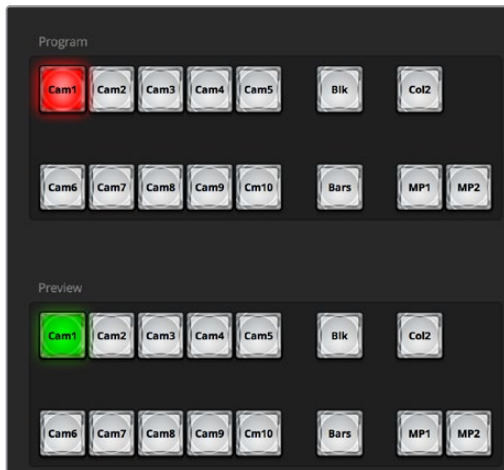 Program
Cam1 Cam2 Cam3 Cam4 Cam5 Blk Col2
Cam6 Cam7 Cam8 Cam9 Cm10 Bars MP1 MP2
Preview
Cam1 Cam2 Cam3 Cam4 Cam5 Blk Col2
Cam6 Cam7 Cam8 Cam9 Cm10 Bars MP1 MP2